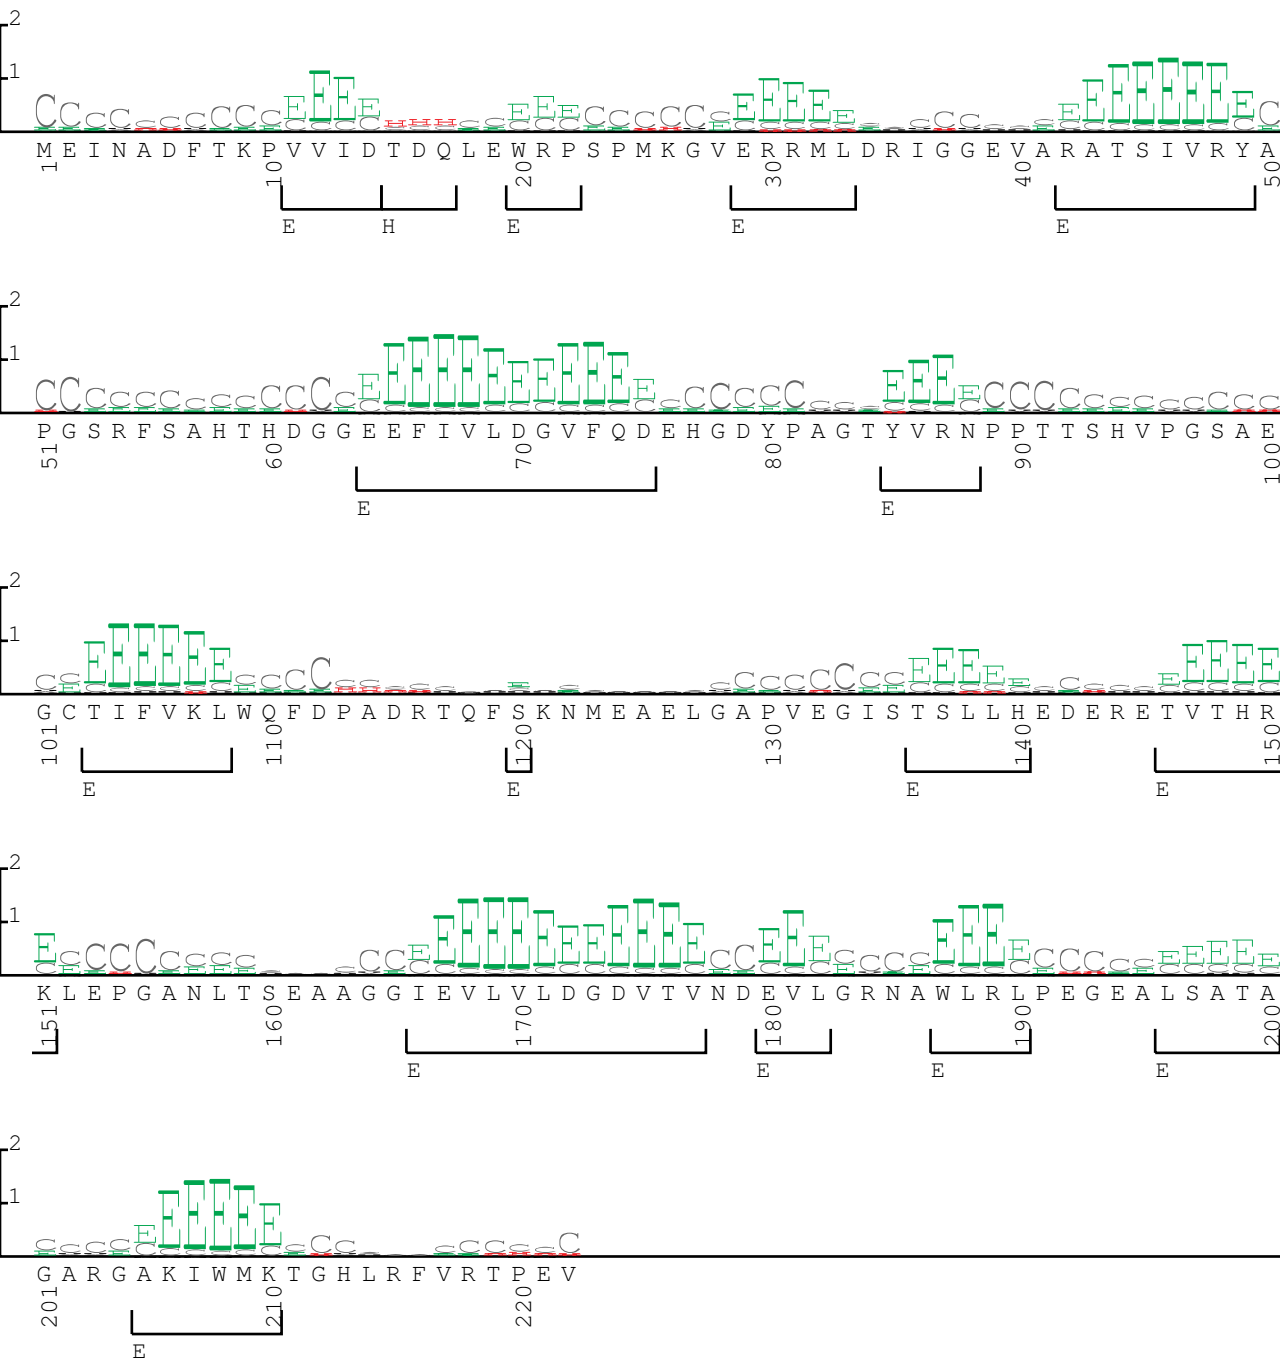 2
1
M E I N A D F T K P V V I D T D Q L E W R P S P M K G V E R R M L D R I G G E V A R A T S I V R Y A
1 10 20 30 40 50
E H E E E
2
1
P G S R F S A H T H D G G E E F I V L D G V F Q D E H G D Y P A G T Y V R N P P T T S H V P G S A E
51 60 70 80 90 100
E E
2
1
G C T I F V K L W Q F D P A D R T Q F S K N M E A E L G A P V E G I S T S L L H E D E R E T V T H R
101 110 120 130 140 150
E E E E
2
1
K L E P G A N L T S E A A G G I E V L V L D G D V T V N D E V L G R N A W L R L P E G E A L S A T A
151 160 170 180 190 200
E E E E
2
1
G A R G A K I W M K T G H L R F V R T P E V
201 210 220
E